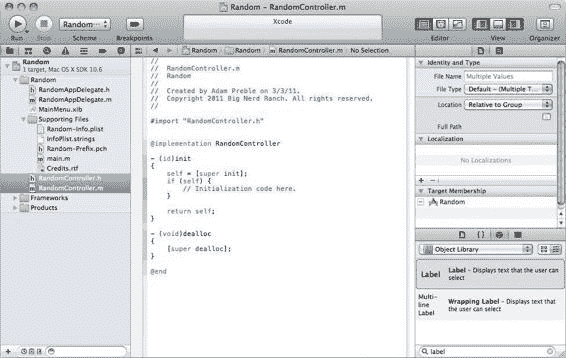 Random – RandomController.m
Run
Stop
Random...
Scheme
Breakpoints
Xcode
Editor
View
Organizer
Random
Random
RandomController.m
No Selection
Random
1 target, Mac OS X SDK 10.6
Random
RandomAppDelegate.h
RandomAppDelegate.m
MainMenu.xib
Supporting Files
Random-Info.plist
InfoPlist.strings
Random-Prefix.pch
main.m
Credits.rtf
RandomController.h
RandomController.m
Frameworks
Products
//
//  RandomController.m
//  Random
//
//  Created by Adam Preble on 3/3/11.
//  Copyright 2011 Big Nerd Ranch. All rights reserved.
//
#import "RandomController.h"
@implementation RandomController
- (id)init
{
self = [super init];
if (self) {
// Initialization code here.
}
return self;
}
- (void)dealloc
{
[super dealloc];
}
@end
Identity and Type
File Name Multiple Values
File Type Default - (Multiple T...
Location Relative to Group
Full Path
Localization
No Localizations
+ −
Target Membership
Random
Object Library
Label
Label - Displays text that the user can select
Multi-line Label
Wrapping Label - Displays text that the user can select
label